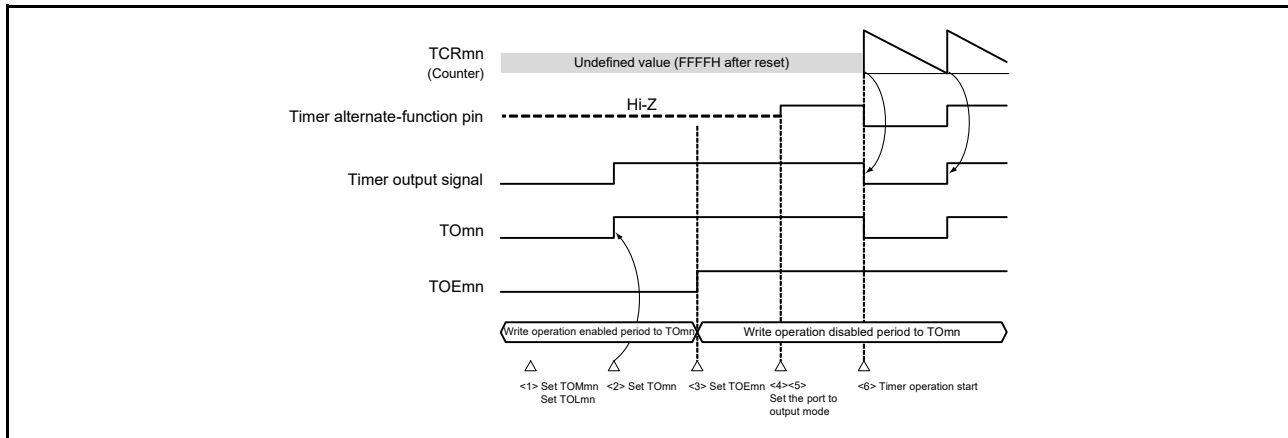 TCRmn
(Counter)
Undefined value (FFFFH after reset)
Hi-Z
Timer alternate-function pin
Timer output signal
TOmn
TOEmn
Write operation enabled period to TOmn
Write operation disabled period to TOmn
<1> Set TOMmn
Set TOLmn
<2> Set TOmn
<3> Set TOEmn
<4><5>
Set the port to
output mode
<6> Timer operation start